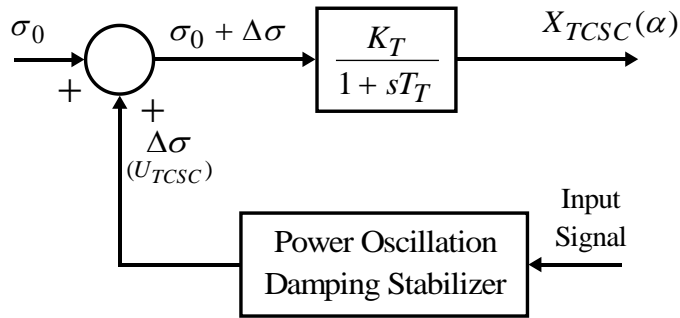 σ₀
σ₀ + Δσ
K_T
1 + sT_T
X_TCSC(α)
+
+
Δσ
(U_TCSC)
Input
Signal
Power Oscillation
Damping Stabilizer